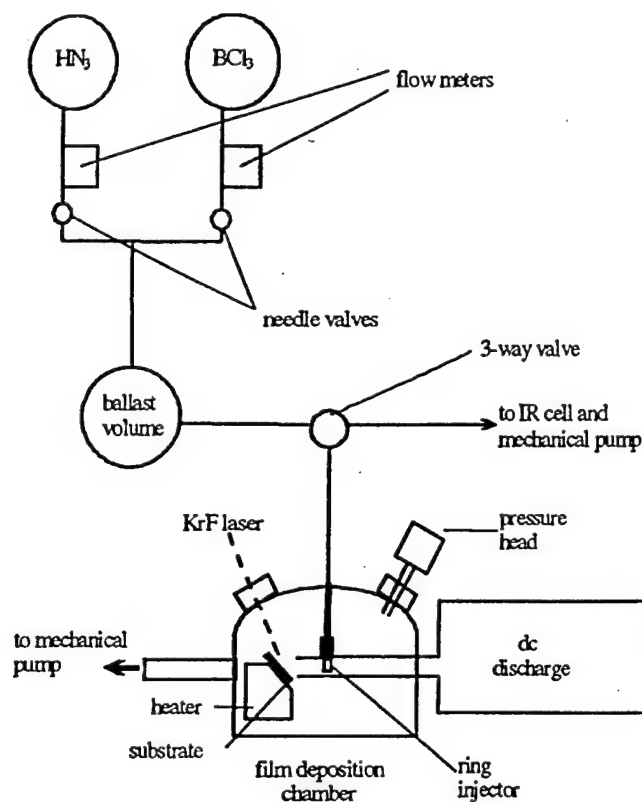 HN₃
BCl₃
flow meters
needle valves
3-way valve
ballast
volume
to IR cell and
mechanical pump
KrF laser
pressure
head
to mechanical
pump
dc
discharge
heater
substrate
film deposition
chamber
ring
injector